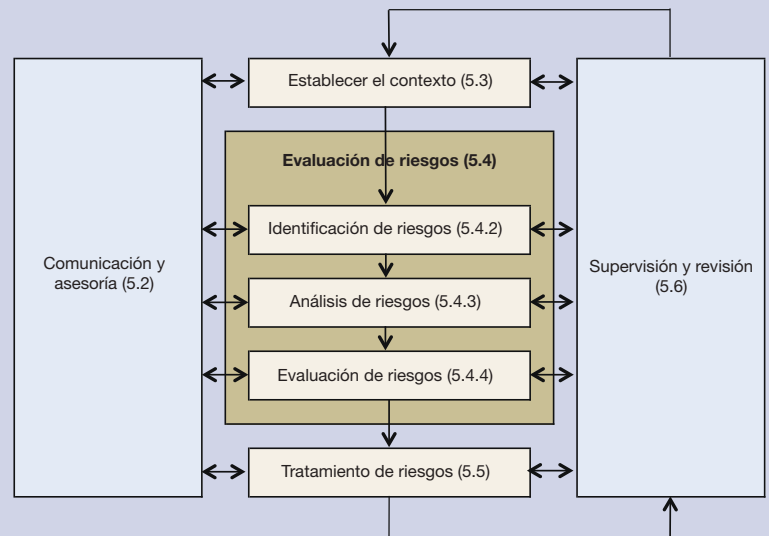 Establecer el contexto (5.3)
Evaluación de riesgos (5.4)
Identificación de riesgos (5.4.2)
Comunicación y
asesoría (5.2)
Supervisión y revisión
(5.6)
Análisis de riesgos (5.4.3)
Evaluación de riesgos (5.4.4)
Tratamiento de riesgos (5.5)